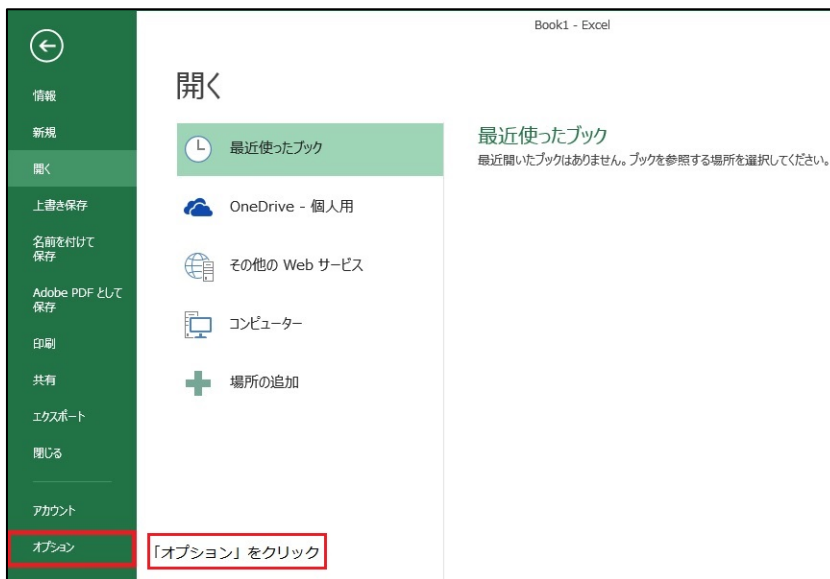 Book1 - Excel
情報
新規
開く
上書き保存
名前を付けて
保存
Adobe PDF として
保存
印刷
共有
エクスポート
閉じる
アカウント
オプション
開く
最近使ったブック
OneDrive - 個人用
その他の Web サービス
コンピューター
場所の追加
最近使ったブック
最近開いたブックはありません。ブックを参照する場所を選択してください。
「オプション」をクリック